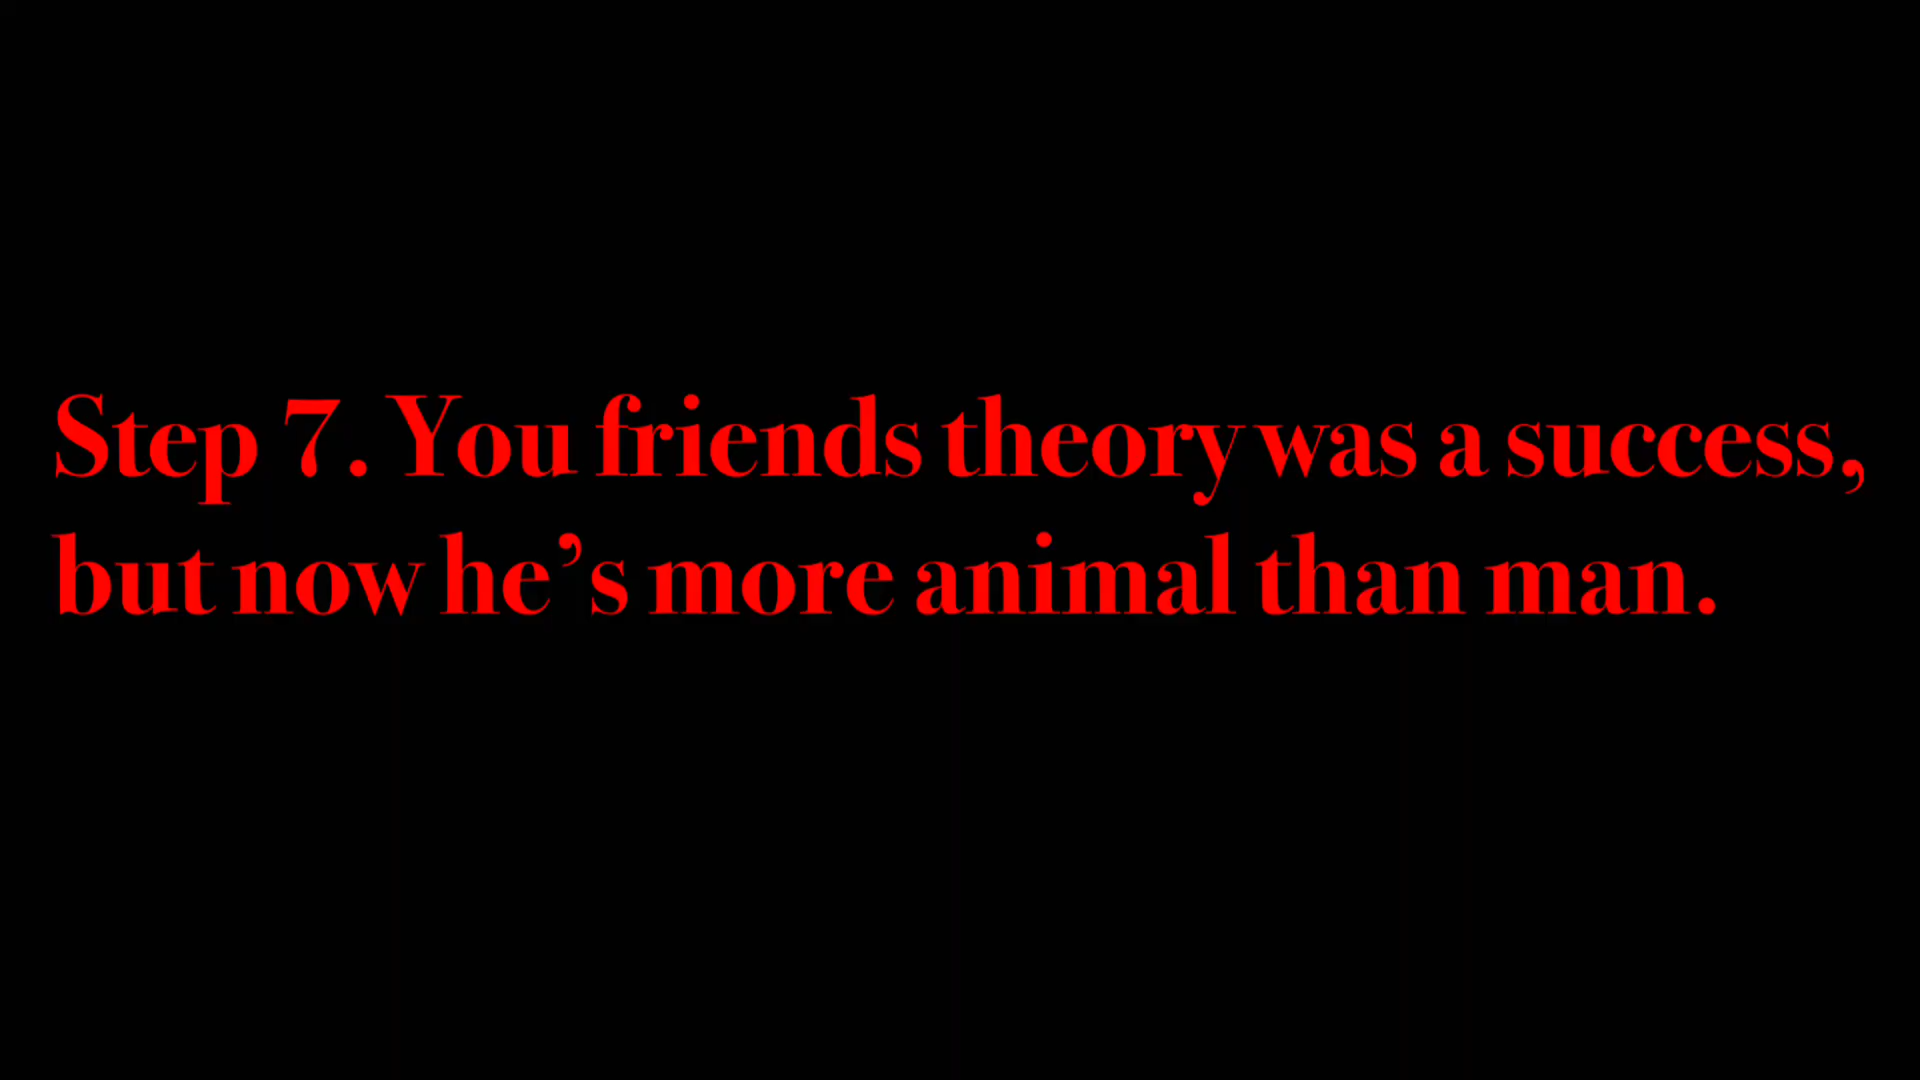 Step 7. You friends theory was a success,
but now he’s more animal than man.